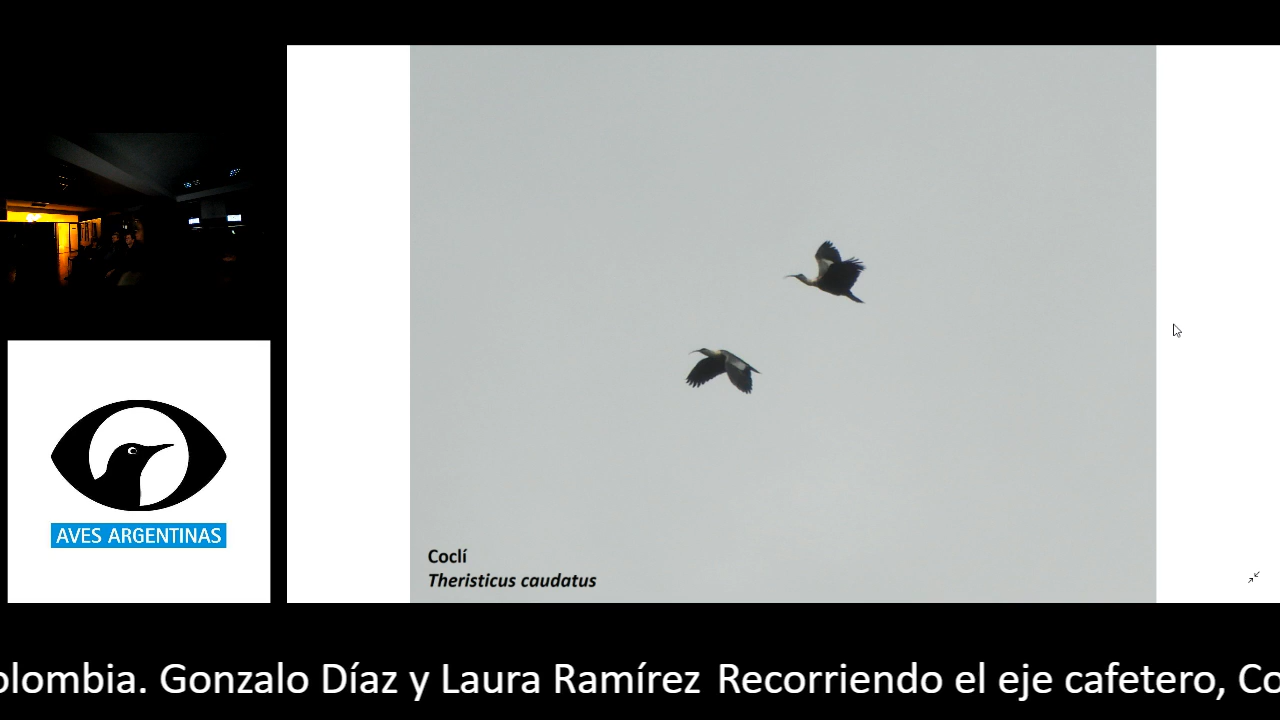 AVES ARGENTINAS
Coclí
Theristicus caudatus
olombia. Gonzalo Díaz y Laura Ramírez Recorriendo el eje cafetero, Co